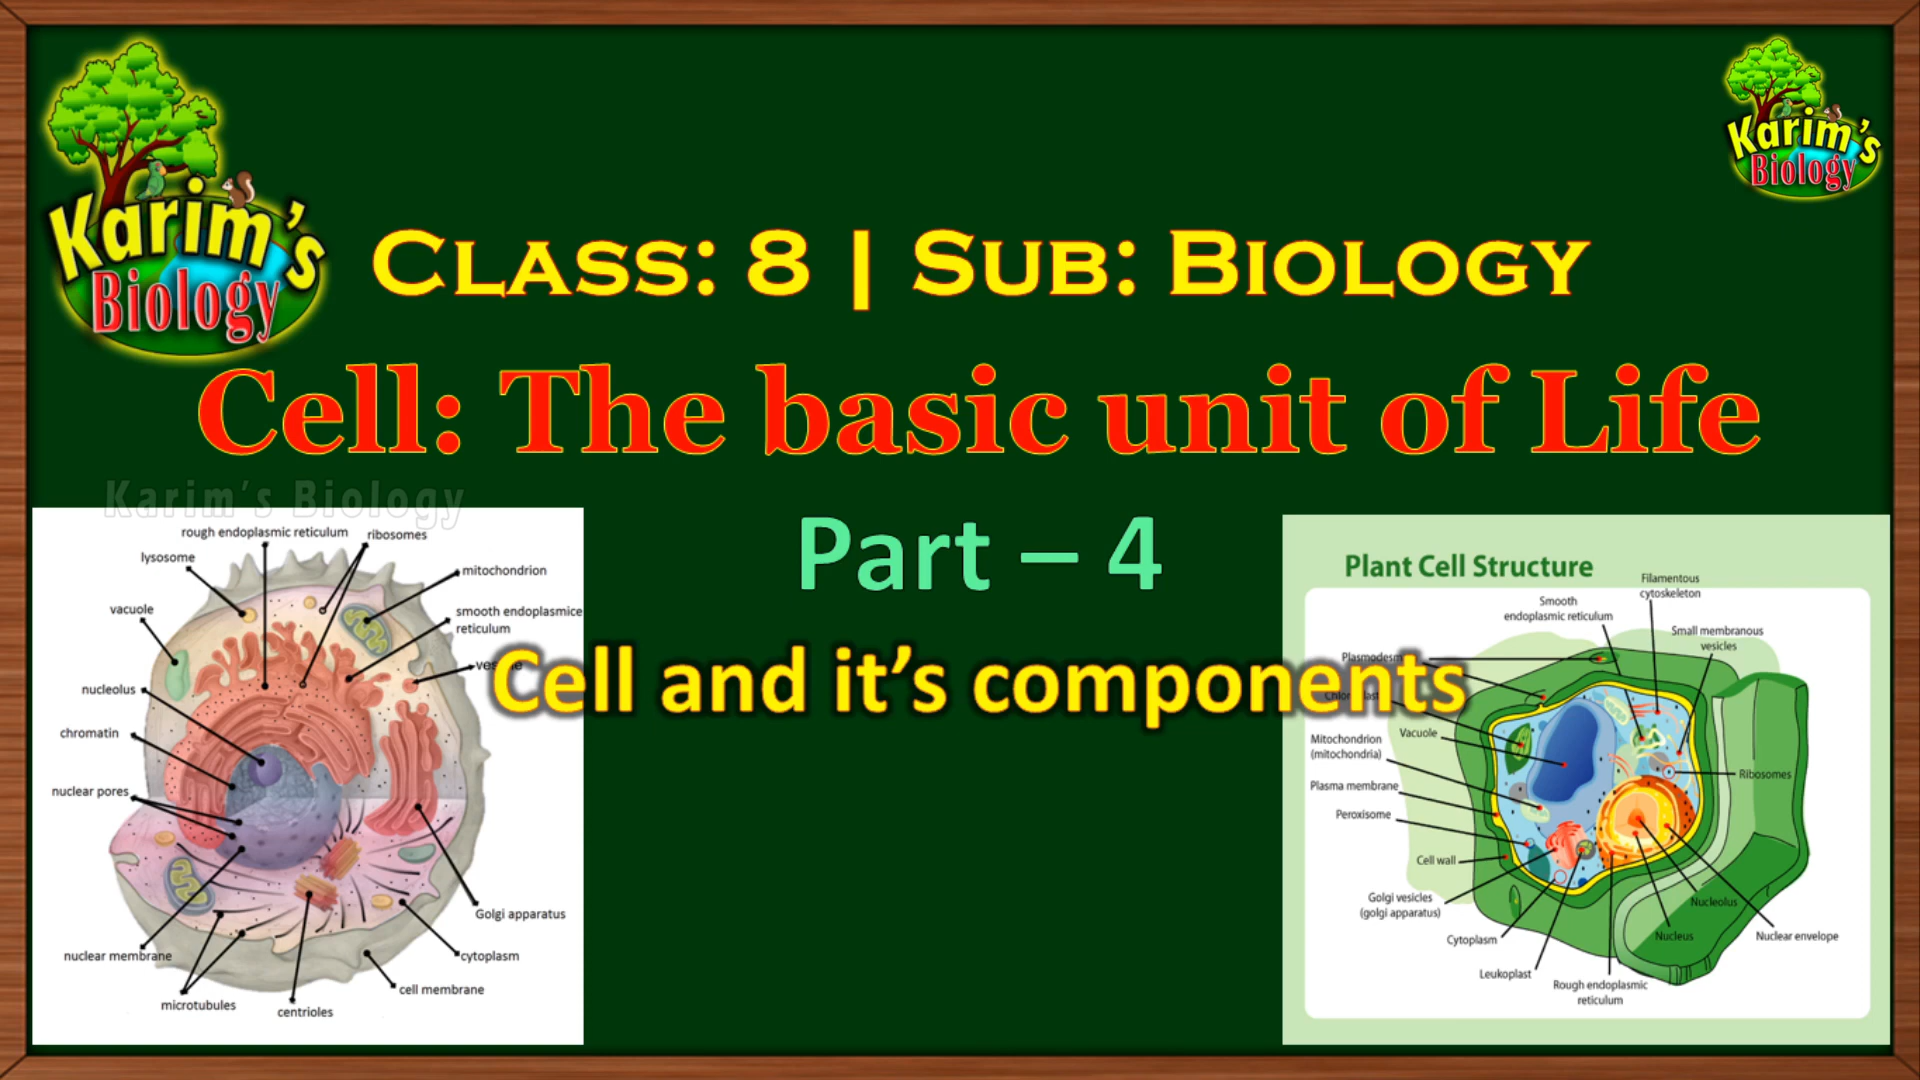 Karim's
Biology
Karim's
Biology
CLASS: 8 | SUB: BIOLOGY
Cell: The basic unit of Life
Karim's Biology
Part – 4
Cell and it's components
rough endoplasmic reticulum
ribosomes
lysosome
mitochondrion
vacuole
smooth endoplasmice
reticulum
nucleolus
chromatin
nuclear pores
Golgi apparatus
nuclear membrane
cytoplasm
cell membrane
microtubules
centrioles
Plant Cell Structure
Filamentous
cytoskeleton
Smooth
endoplasmic reticulum
Small membranous
vesicles
Plasmodesm
Vacuole
Mitochondrion
(mitochondria)
Ribosomes
Plasma membrane
Peroxisome
Cell wall
Golgi vesicles
(golgi apparatus)
Nucleolus
Cytoplasm
Nucleus
Nuclear envelope
Leukoplast
Rough endoplasmic
reticulum